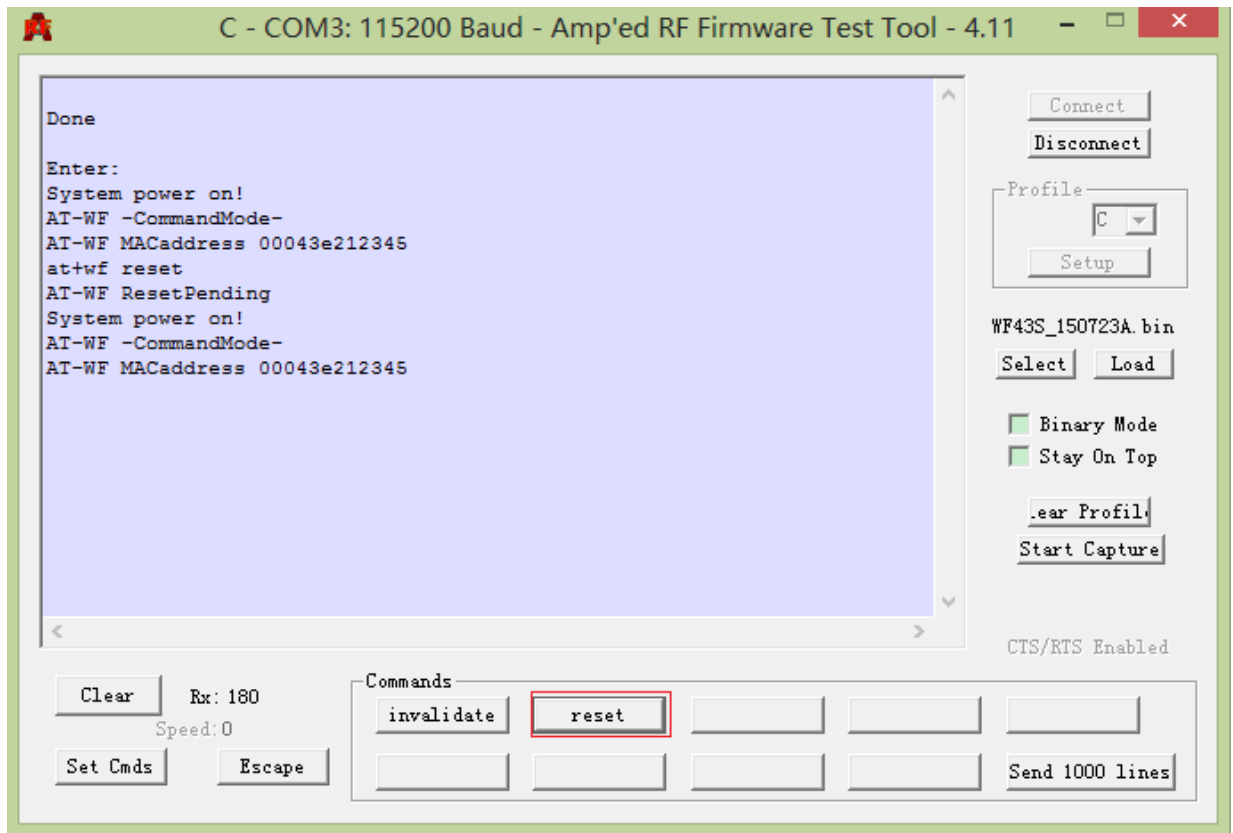 C - COM3: 115200 Baud - Amp'ed RF Firmware Test Tool - 4.11
Done
Enter:
System power on!
AT-WF -CommandMode-
AT-WF MACaddress 00043e212345
at+wf reset
AT-WF ResetPending
System power on!
AT-WF -CommandMode-
AT-WF MACaddress 00043e212345
Connect
Disconnect
Profile
C
Setup
WF43S_150723A.bin
Select Load
Binary Mode
Stay On Top
.ear Profil
Start Capture
CTS/RTS Enabled
Clear Rx: 180
Speed: 0
Set Cmds Escape
Commands
invalidate reset
Send 1000 lines